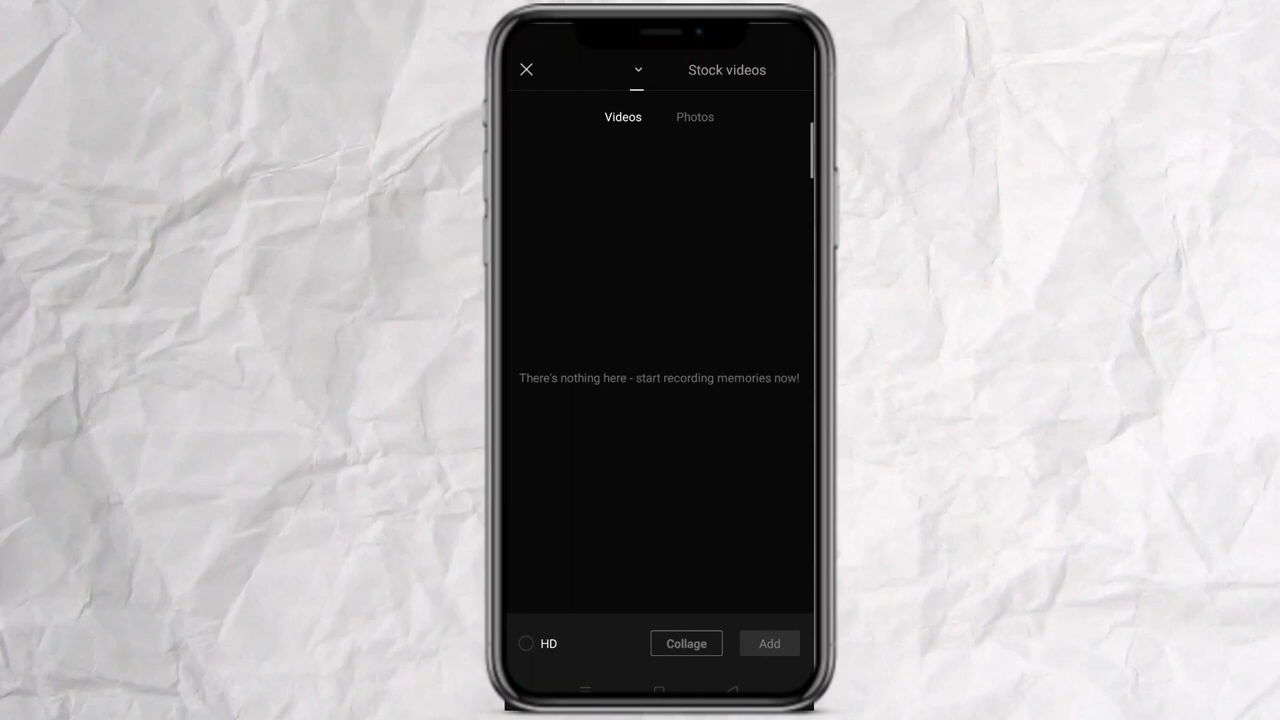 Stock videos
Videos Photos
There's nothing here - start recording memories now!
HD Collage Add